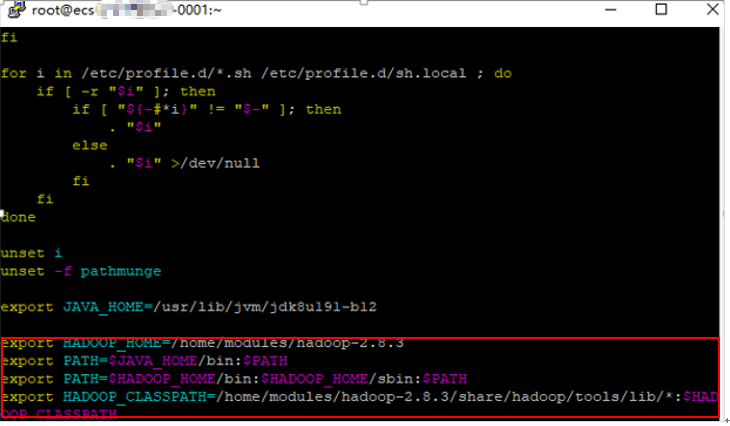 root@ecs -0001:~
fi
for i in /etc/profile.d/*.sh /etc/profile.d/sh.local ; do
if [ -r "$i" ]; then
if [ "${-#*i}" != "$-" ]; then
. "$i"
else
. "$i" >/dev/null
fi
fi
done
unset i
unset -f pathmunge
export JAVA_HOME=/usr/lib/jvm/jdk8u191-b12
export HADOOP_HOME=/home/modules/hadoop-2.8.3
export PATH=$JAVA_HOME/bin:$PATH
export PATH=$HADOOP_HOME/bin:$HADOOP_HOME/sbin:$PATH
export HADOOP_CLASSPATH=/home/modules/hadoop-2.8.3/share/hadoop/tools/lib/*:$HAD
OOP_CLASSPATH